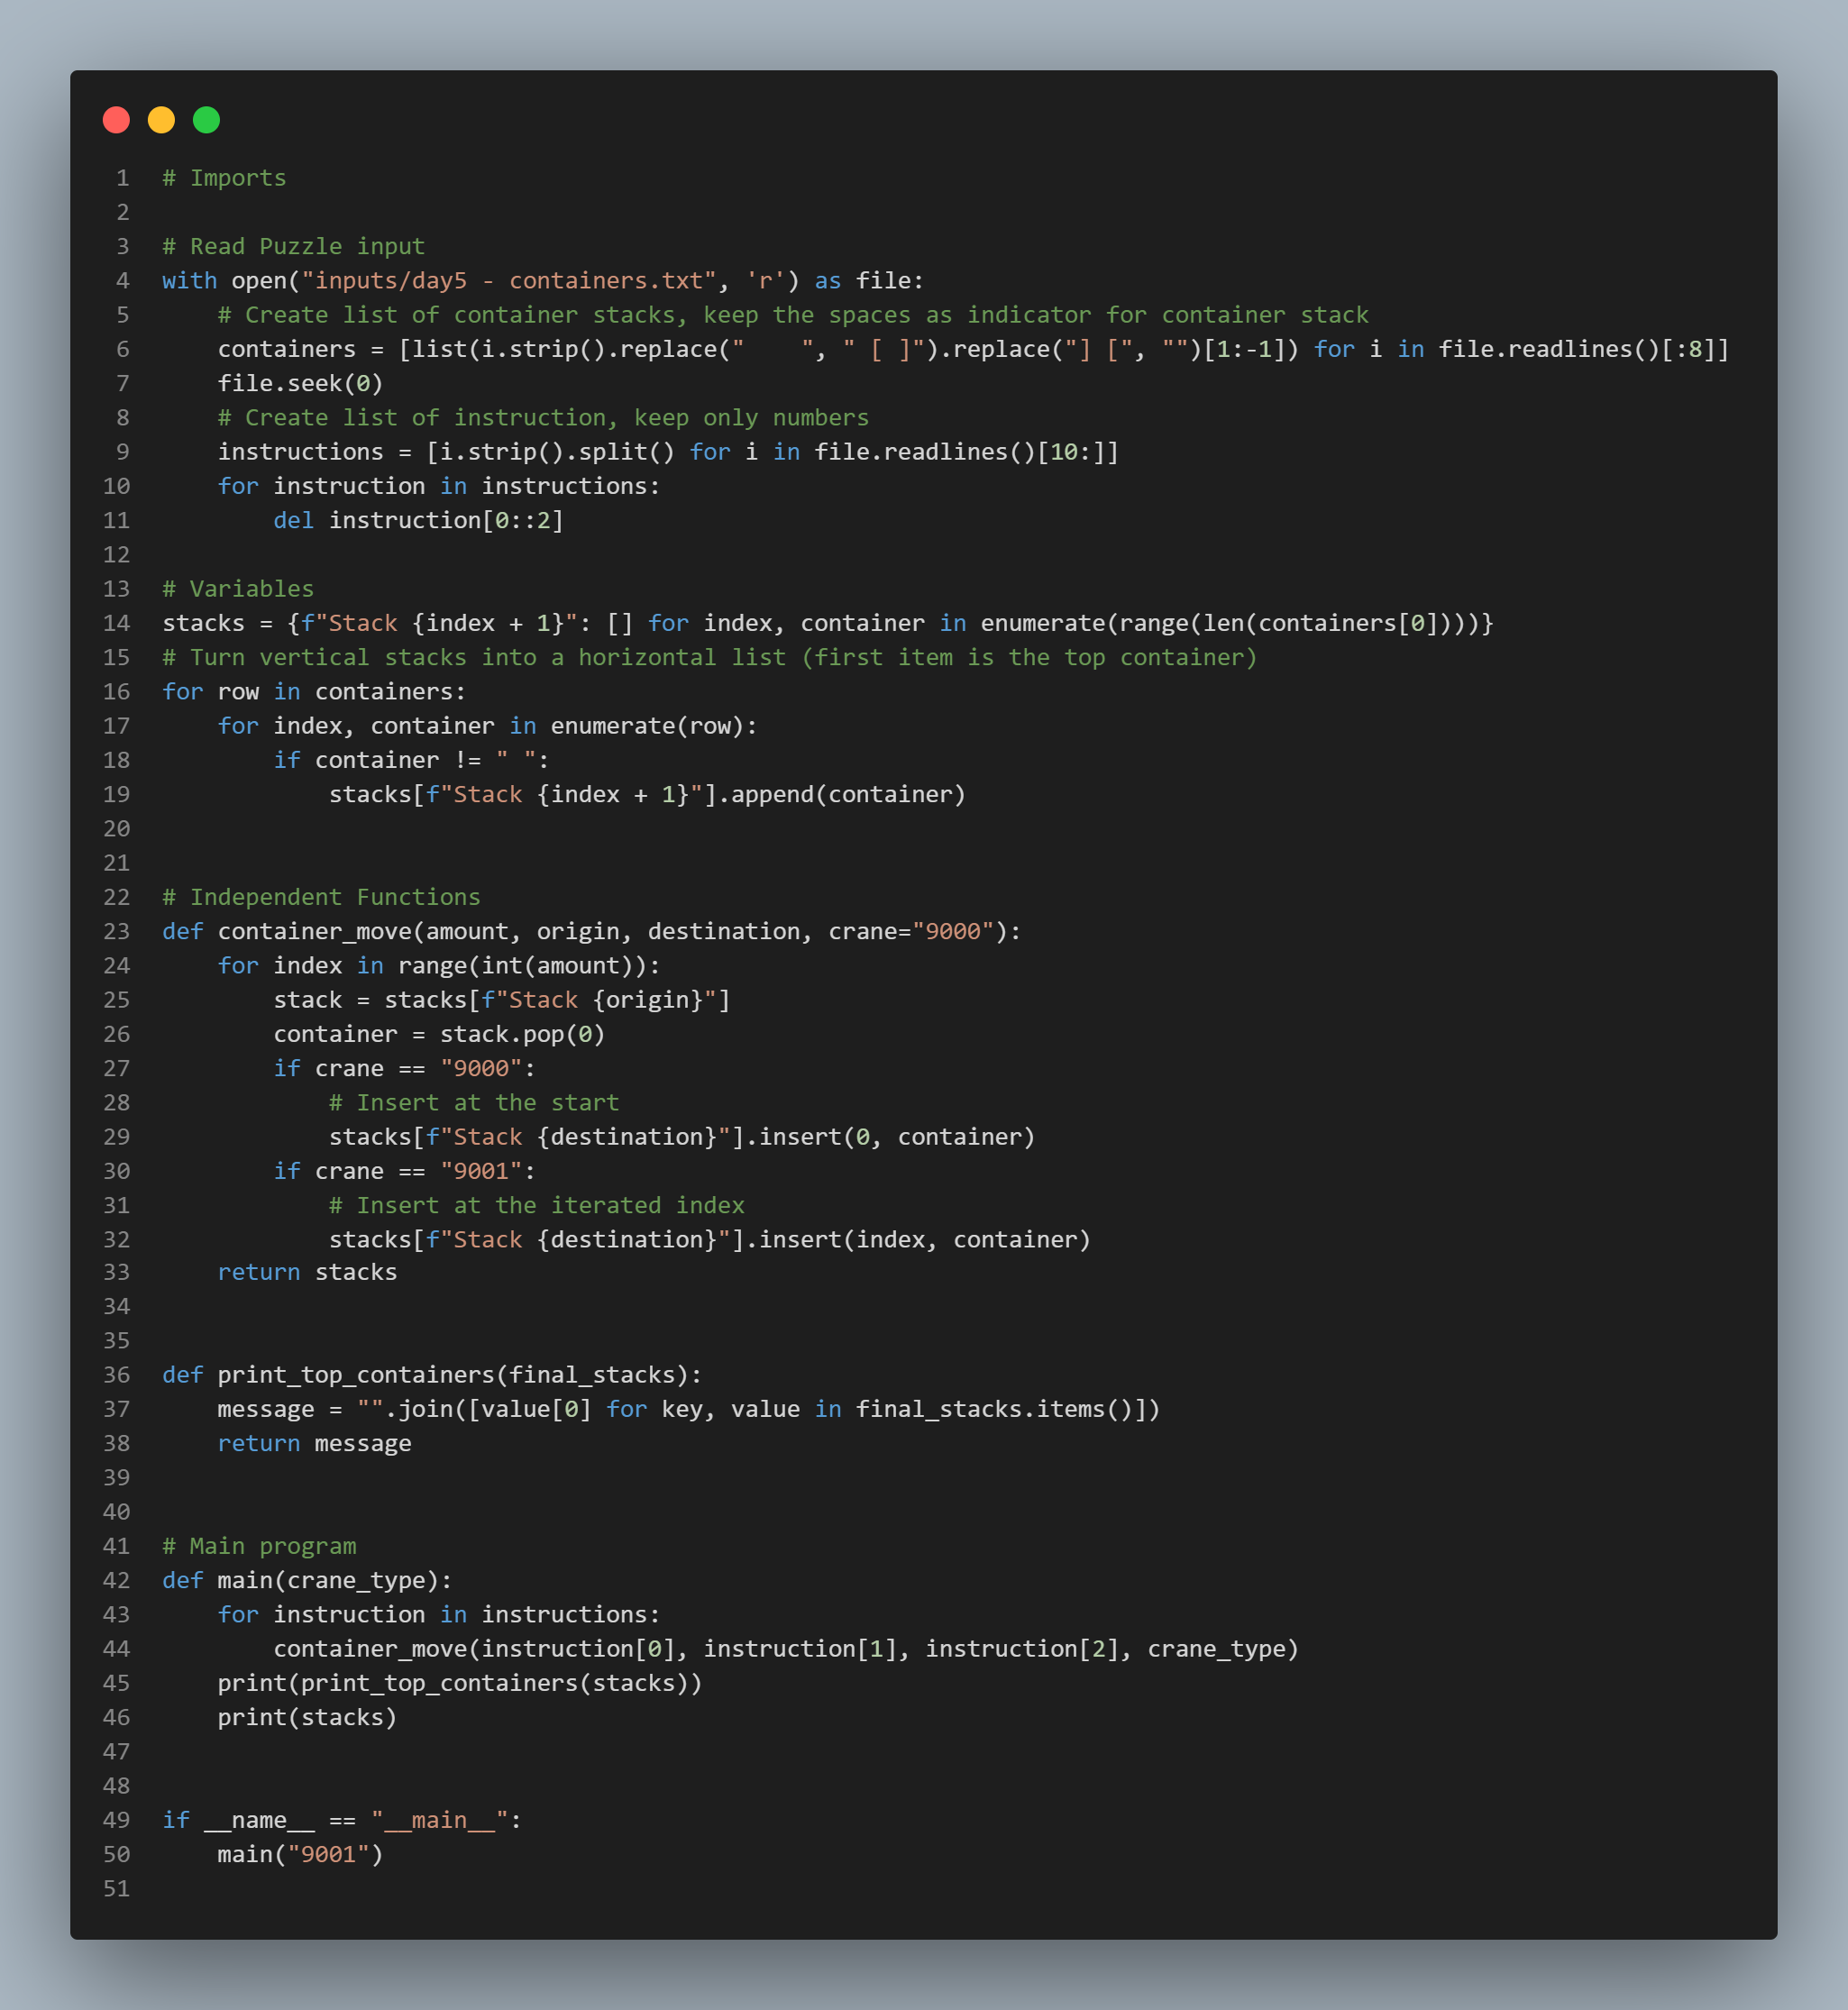 1 # Imports
2
3 # Read Puzzle input
4 with open("inputs/day5 - containers.txt", 'r') as file:
5     # Create list of container stacks, keep the spaces as indicator for container stack
6     containers = [list(i.strip().replace("    ", " [ ]").replace("] [", "")[1:-1]) for i in file.readlines()[:8]]
7     file.seek(0)
8     # Create list of instruction, keep only numbers
9     instructions = [i.strip().split() for i in file.readlines()[10:]]
10     for instruction in instructions:
11         del instruction[0::2]
12
13 # Variables
14 stacks = {f"Stack {index + 1}": [] for index, container in enumerate(range(len(containers[0])))}
15 # Turn vertical stacks into a horizontal list (first item is the top container)
16 for row in containers:
17     for index, container in enumerate(row):
18         if container != " ":
19             stacks[f"Stack {index + 1}"].append(container)
20
21
22 # Independent Functions
23 def container_move(amount, origin, destination, crane="9000"):
24     for index in range(int(amount)):
25         stack = stacks[f"Stack {origin}"]
26         container = stack.pop(0)
27         if crane == "9000":
28             # Insert at the start
29             stacks[f"Stack {destination}"].insert(0, container)
30         if crane == "9001":
31             # Insert at the iterated index
32             stacks[f"Stack {destination}"].insert(index, container)
33     return stacks
34
35
36 def print_top_containers(final_stacks):
37     message = "".join([value[0] for key, value in final_stacks.items()])
38     return message
39
40
41 # Main program
42 def main(crane_type):
43     for instruction in instructions:
44         container_move(instruction[0], instruction[1], instruction[2], crane_type)
45     print(print_top_containers(stacks))
46     print(stacks)
47
48
49 if __name__ == "__main__":
50     main("9001")
51